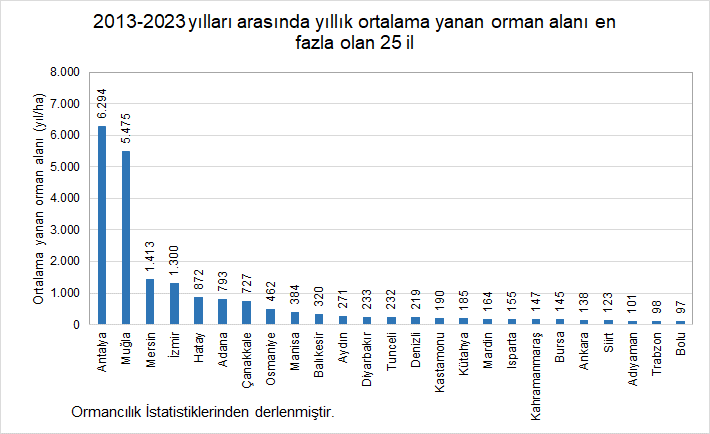 2013-2023 yılları arasında yıllık ortalama yanan orman alanı en
fazla olan 25 il
Ortalama yanan orman alanı (yıl/ha)
8.000
7.000
6.000
5.000
4.000
3.000
2.000
1.000
0
6.294
5.475
1.413
1.300
872
793
727
462
384
320
271
233
232
219
190
185
164
155
147
145
138
123
101
98
97
Antalya
Muğla
Mersin
İzmir
Hatay
Adana
Çanakkale
Osmaniye
Manisa
Balıkesir
Aydın
Diyarbakır
Tunceli
Denizli
Kastamonu
Kütahya
Mardin
Isparta
Kahramanmaraş
Bursa
Ankara
Siirt
Adıyaman
Trabzon
Bolu
Ormancılık İstatistiklerinden derlenmiştir.